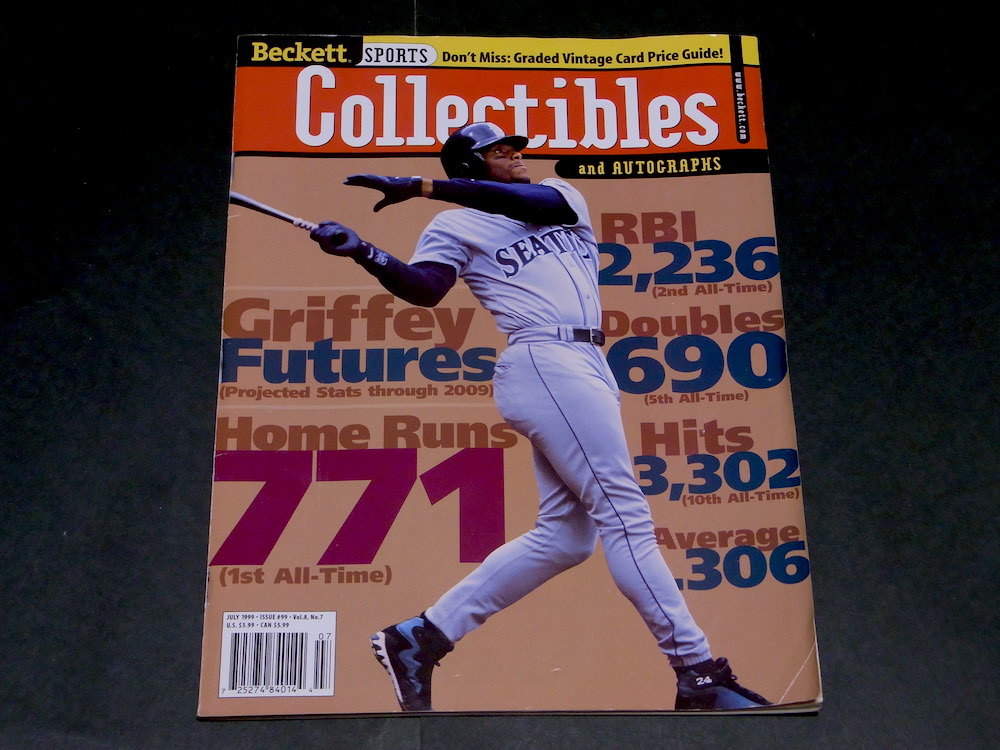 Beckett SPORTS Don't Miss: Graded Vintage Card Price Guide!
www.beckett.com
Collectibles
and AUTOGRAPHS
SEATTL
RBI
2,236
(2nd All-Time)
Griffey
Futures
(Projected Stats through 2009)
Doubles
690
(5th All-Time)
Home Runs
771
(1st All-Time)
Hits
3,302
(10th All-Time)
Average
.306
24
JULY 1999 • ISSUE #99 • Vol.8, No.7
U.S. $3.99 • CAN $5.99
07
7 25274 84014 4